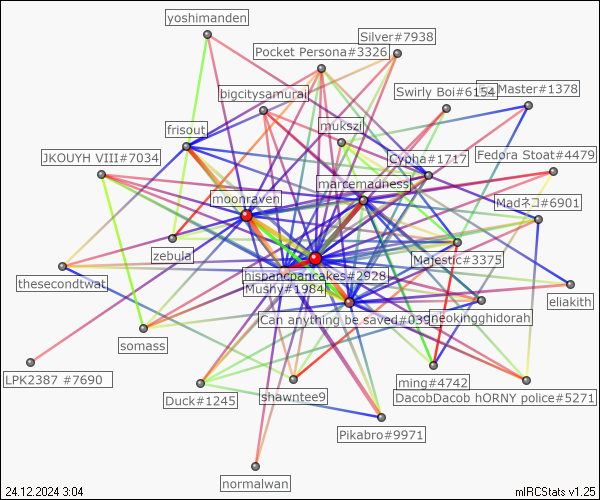 yoshimanden
Silver#7938
Pocket Persona#3326
bigcitysamurai
Swirly Boi#6154
Master#1378
frisout
mukszi
JKOUYH VIII#7034
Cypha#1717
Fedora Stoat#4479
marcemadness
moonraven
Madネコ#6901
zebula
Majestic#3375
hispancpancakes#2928
thesecondtwat
Mushy#1984
eliakith
Can anything be saved#039
oneokingghidorah
somass
LPK2387 #7690
ming#4742
shawntee9
DacobDacob hORNY police#5271
Duck#1245
Pikabro#9971
normalwan
24.12.2024 3:04
mIRCStats v1.25